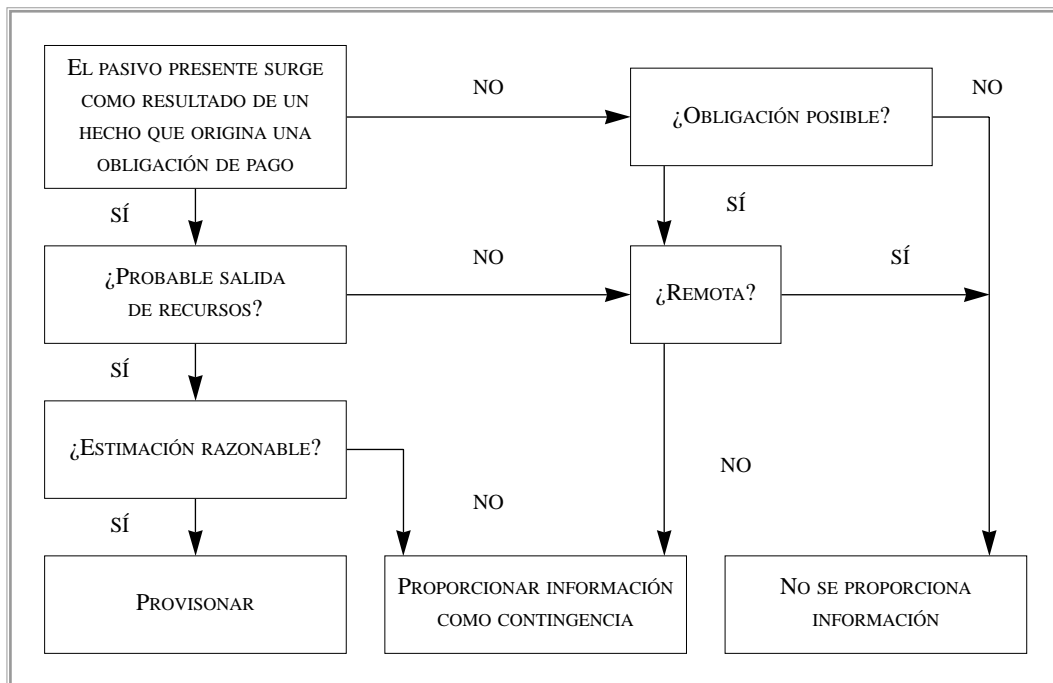 EL PASIVO PRESENTE SURGE
COMO RESULTADO DE UN
HECHO QUE ORIGINA UNA
OBLIGACIÓN DE PAGO
NO
¿OBLIGACIÓN POSIBLE?
NO
SÍ
SÍ
¿PROBABLE SALIDA
DE RECURSOS?
NO
¿REMOTA?
SÍ
SÍ
¿ESTIMACIÓN RAZONABLE?
NO
NO
SÍ
PROVISONAR
PROPORCIONAR INFORMACIÓN
COMO CONTINGENCIA
NO SE PROPORCIONA
INFORMACIÓN